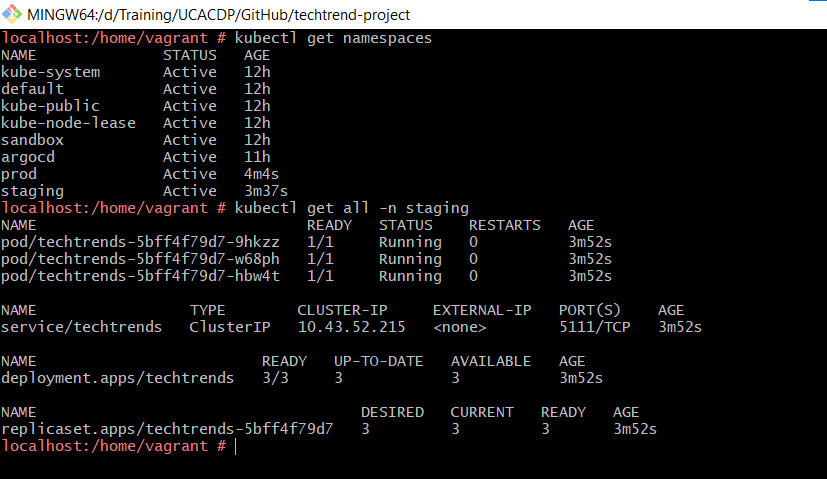 MINGW64:/d/Training/UCACDP/GitHub/techtrend-project
localhost:/home/vagrant # kubectl get namespaces
NAME              STATUS   AGE
kube-system       Active   12h
default           Active   12h
kube-public       Active   12h
kube-node-lease   Active   12h
sandbox           Active   12h
argocd            Active   11h
prod              Active   4m4s
staging           Active   3m37s
localhost:/home/vagrant # kubectl get all -n staging
NAME                              READY   STATUS    RESTARTS   AGE
pod/techtrends-5bff4f79d7-9hkzz   1/1     Running   0          3m52s
pod/techtrends-5bff4f79d7-w68ph   1/1     Running   0          3m52s
pod/techtrends-5bff4f79d7-hbw4t   1/1     Running   0          3m52s
NAME                 TYPE        CLUSTER-IP     EXTERNAL-IP   PORT(S)    AGE
service/techtrends   ClusterIP   10.43.52.215   <none>        5111/TCP   3m52s
NAME                         READY   UP-TO-DATE   AVAILABLE   AGE
deployment.apps/techtrends   3/3     3            3           3m52s
NAME                                    DESIRED   CURRENT   READY   AGE
replicaset.apps/techtrends-5bff4f79d7   3         3         3       3m52s
localhost:/home/vagrant #